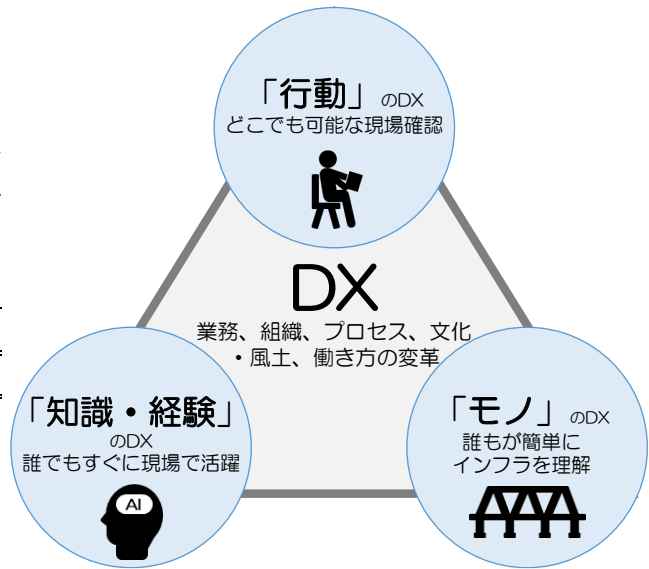 「行動」のDX
どこでも可能な現場確認
DX
業務、組織、プロセス、文化
・風土、働き方の変革
「知識・経験」
のDX
誰でもすぐに現場で活躍
AI
「モノ」のDX
誰もが簡単に
インフラを理解